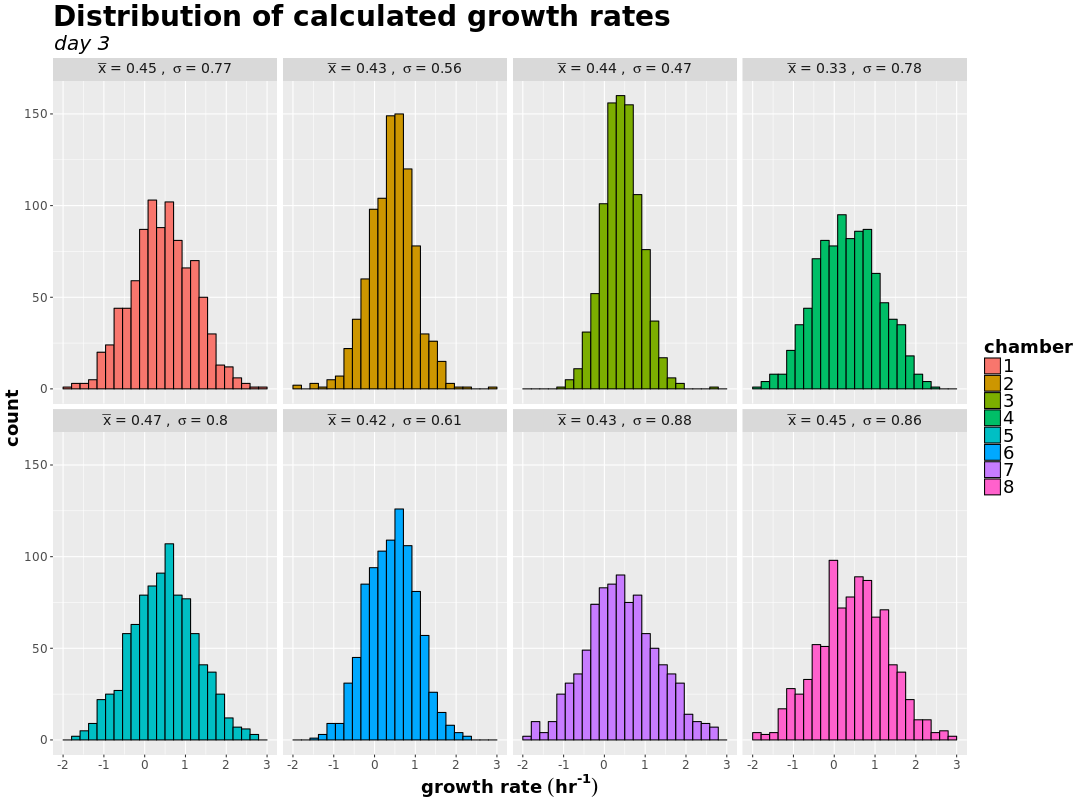 Distribution of calculated growth rates
day 3
x̅ = 0.45 , σ = 0.77
x̅ = 0.43 , σ = 0.56
x̅ = 0.44 , σ = 0.47
x̅ = 0.33 , σ = 0.78
150
100
50
0
x̅ = 0.47 , σ = 0.8
x̅ = 0.42 , σ = 0.61
x̅ = 0.43 , σ = 0.88
x̅ = 0.45 , σ = 0.86
150
100
50
0
-2 -1 0 1 2 3
-2 -1 0 1 2 3
-2 -1 0 1 2 3
-2 -1 0 1 2 3
growth rate (hr⁻¹)
count
chamber
1
2
3
4
5
6
7
8